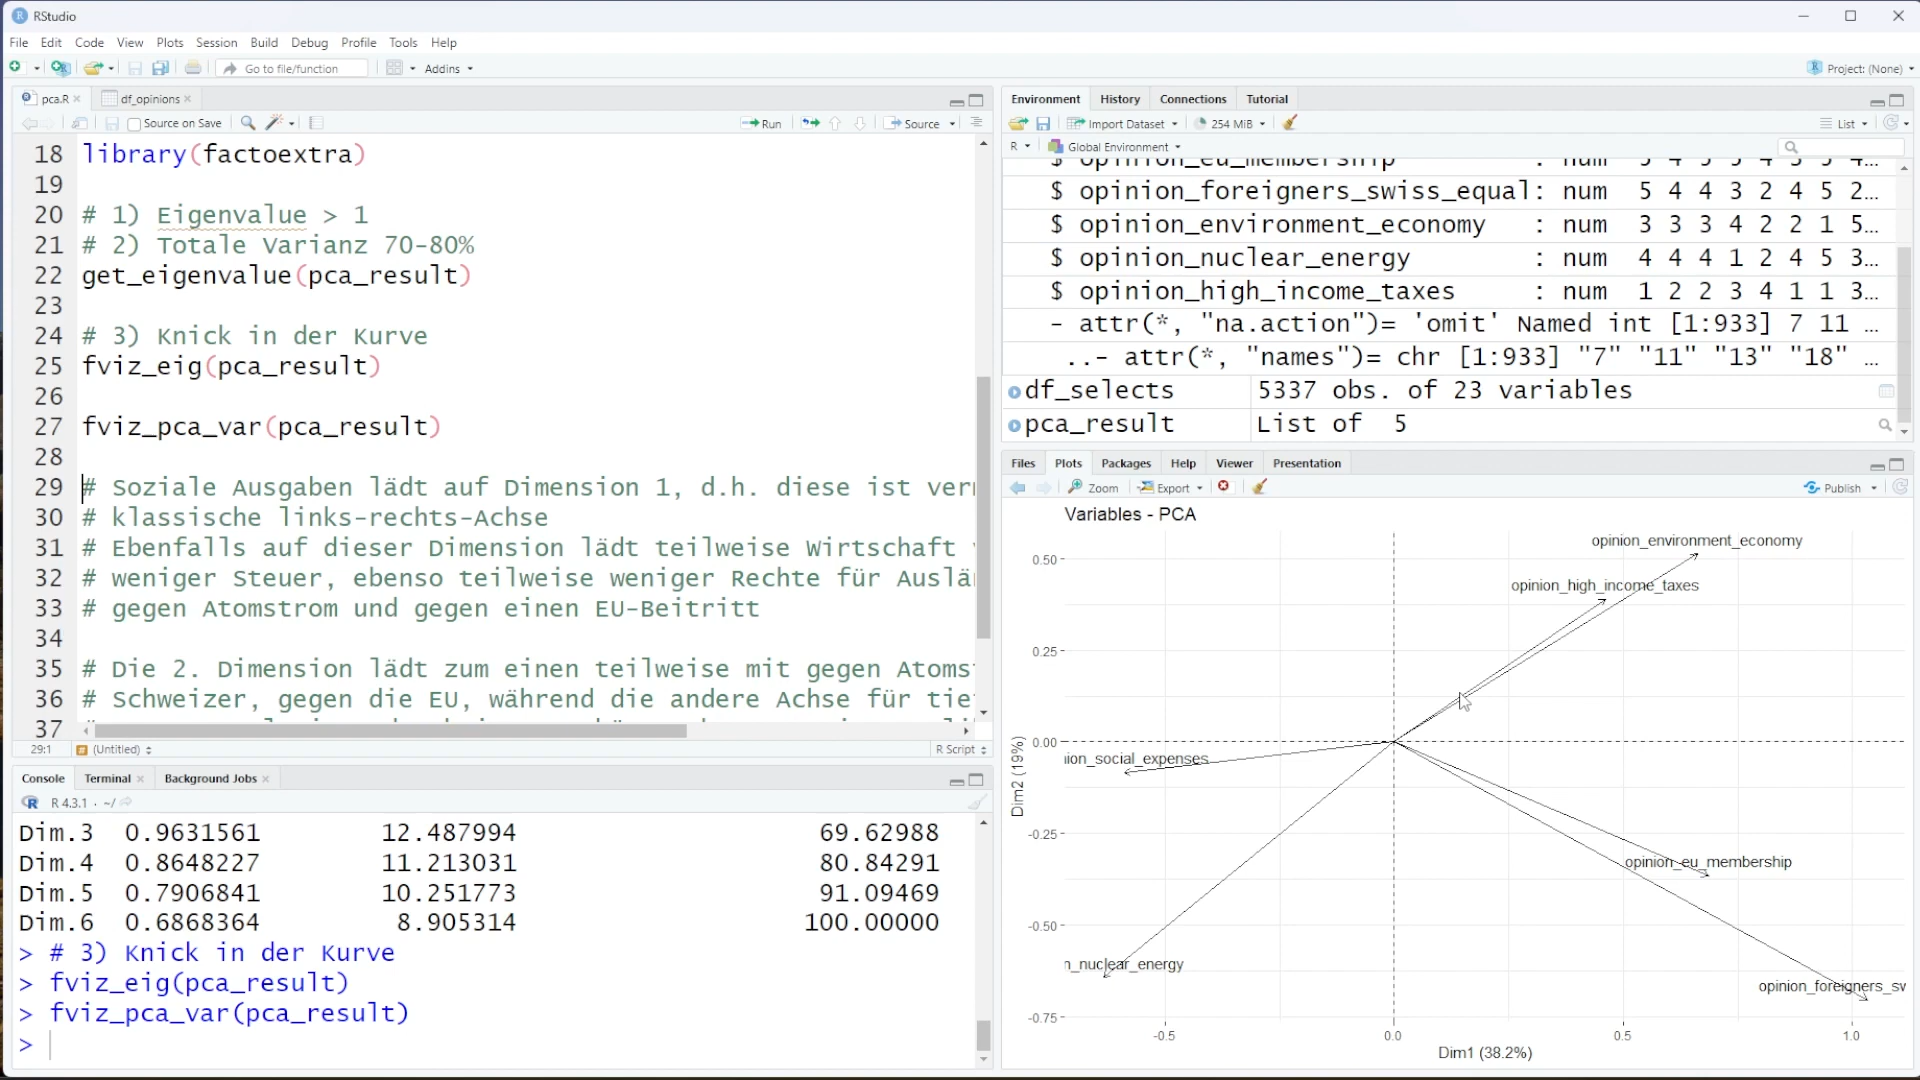 RStudio
File Edit Code View Plots Session Build Debug Profile Tools Help
Go to file/function
Addins
Project: (None)
pca.R
df_opinions
Source on Save
Run
Source
18 library(factoextra)
19
20 # 1) Eigenvalue > 1
21 # 2) Totale Varianz 70-80%
22 get_eigenvalue(pca_result)
23
24 # 3) Knick in der Kurve
25 fviz_eig(pca_result)
26
27 fviz_pca_var(pca_result)
28
29 # Soziale Ausgaben lädt auf Dimension 1, d.h. diese ist ver
30 # klassische links-rechts-Achse
31 # Ebenfalls auf dieser Dimension lädt teilweise Wirtschaft
32 # weniger Steuer, ebenso teilweise weniger Rechte für Auslä
33 # gegen Atomstrom und gegen einen EU-Beitritt
34
35 # Die 2. Dimension lädt zum einen teilweise mit gegen Atoms
36 # Schweizer, gegen die EU, während die andere Achse für tie
37
29:1
(Untitled)
R Script
Console Terminal Background Jobs
R 4.3.1 · ~/
Dim.3 0.9631561 12.487994 69.62988
Dim.4 0.8648227 11.213031 80.84291
Dim.5 0.7906841 10.251773 91.09469
Dim.6 0.6868364 8.905314 100.00000
> # 3) Knick in der Kurve
> fviz_eig(pca_result)
> fviz_pca_var(pca_result)
>
Environment History Connections Tutorial
Import Dataset
254 MiB
List
R
Global Environment
$ opinion_eu_membership : num
$ opinion_foreigners_swiss_equal: num 5 4 4 3 2 4 5 2...
$ opinion_environment_economy : num 3 3 3 4 2 2 1 5...
$ opinion_nuclear_energy : num 4 4 4 1 2 4 5 3...
$ opinion_high_income_taxes : num 1 2 2 3 4 1 1 3...
- attr(*, "na.action")= 'omit' Named int [1:933] 7 11 ...
..- attr(*, "names")= chr [1:933] "7" "11" "13" "18" ...
df_selects 5337 obs. of 23 variables
pca_result List of 5
Files Plots Packages Help Viewer Presentation
Zoom
Export
Publish
Variables - PCA
opinion_environment_economy
0.50
opinion_high_income_taxes
0.25
0.00
ion_social_expenses
-0.25
opinion_eu_membership
-0.50
n_nuclear_energy
opinion_foreigners_sv
-0.75
-0.5 0.0 0.5 1.0
Dim1 (38.2%)
Dim2 (19%)